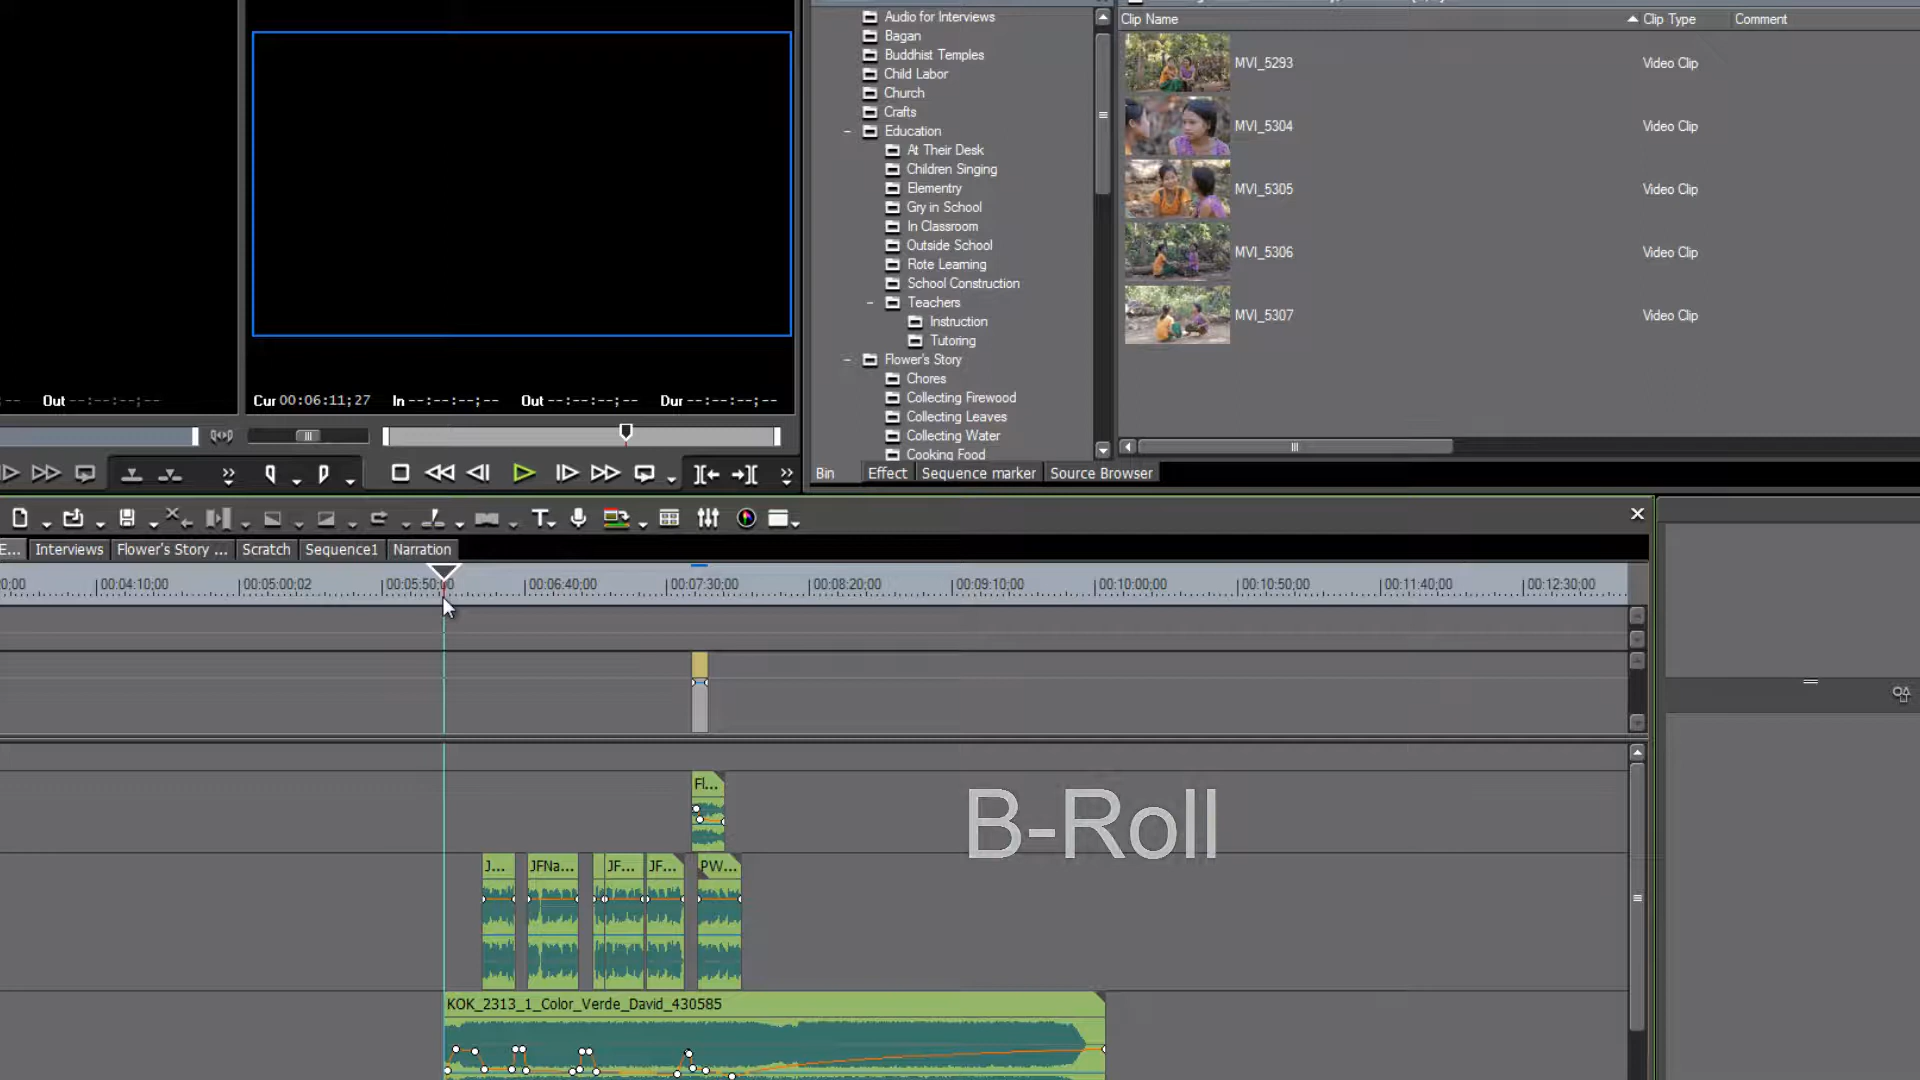 Audio for Interviews
Bagan
Buddhist Temples
Child Labor
Church
Crafts
Education
At Their Desk
Children Singing
Elementry
Gry in School
In Classroom
Outside School
Rote Learning
School Construction
Teachers
Instruction
Tutoring
Flower's Story
Chores
Collecting Firewood
Collecting Leaves
Collecting Water
Cooking Food
Clip Name Clip Type Comment
MVI_5293 Video Clip
MVI_5304 Video Clip
MVI_5305 Video Clip
MVI_5306 Video Clip
MVI_5307 Video Clip
Out --:--:--;--
Cur 00:06:11;27 In --:--:--;-- Out --:--:--;-- Dur --:--:--;--
Bin Effect Sequence marker Source Browser
E... Interviews Flower's Story ... Scratch Sequence1 Narration
20;00 00:04:10;00 00:05:00;02 00:05:50;00 00:06:40;00 00:07:30;00 00:08:20;00 00:09:10;00 00:10:00;00 00:10:50;00 00:11:40;00 00:12:30;00
Fl...
B-Roll
J... JFNa... JF... JF... PW...
KOK_2313_1_Color_Verde_David_430585